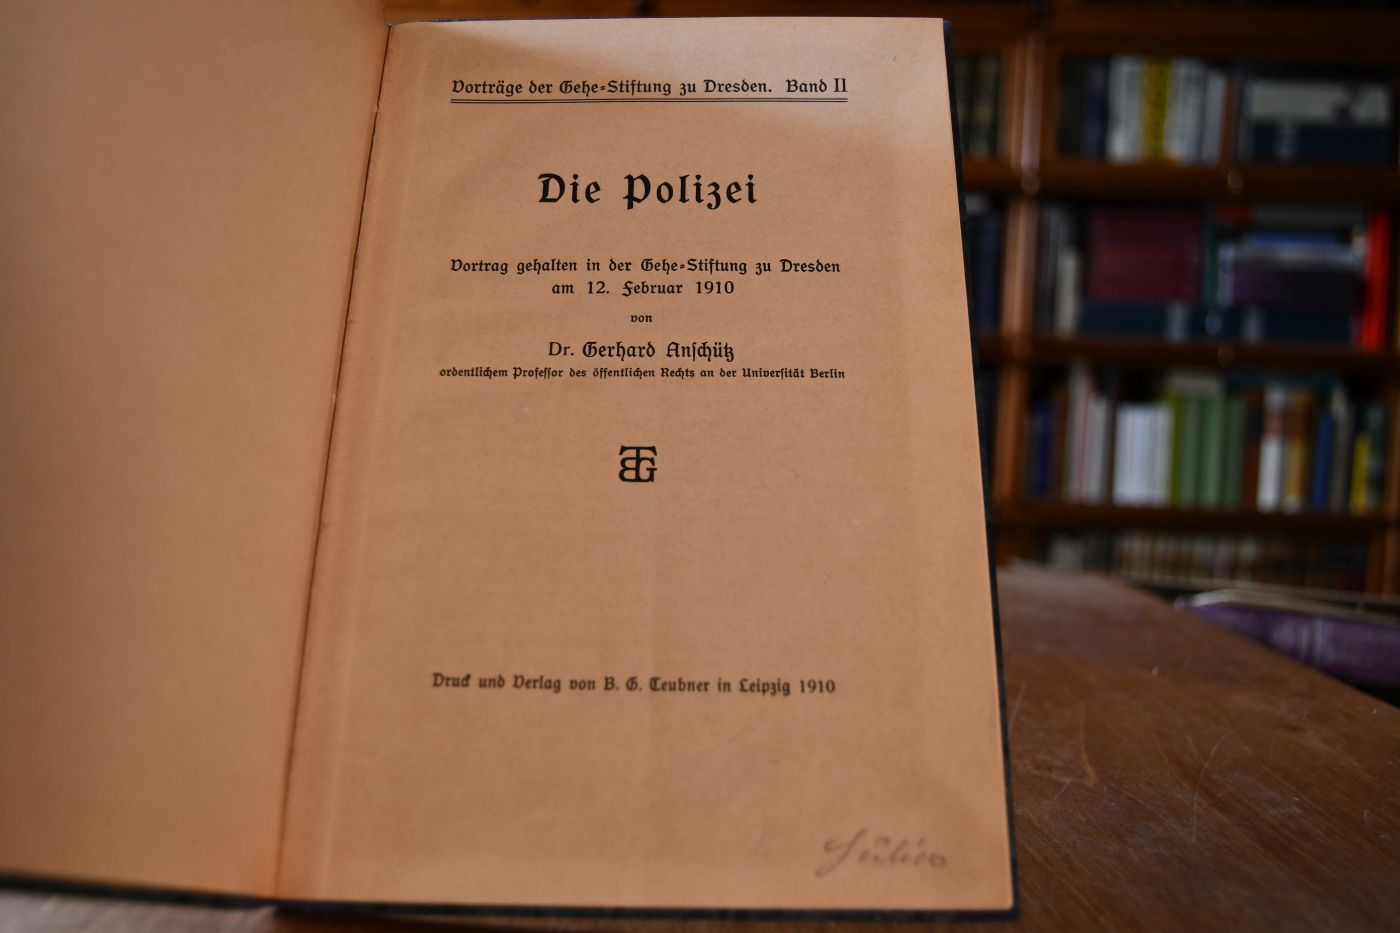 Vorträge der Gehe-Stiftung zu Dresden. Band II
Die Polizei
Vortrag gehalten in der Gehe-Stiftung zu Dresden
am 12. Februar 1910
von
Dr. Gerhard Anschütz
ordentlichem Professor des öffentlichen Rechts an der Universität Berlin
BTG
Druck und Verlag von B. G. Teubner in Leipzig 1910